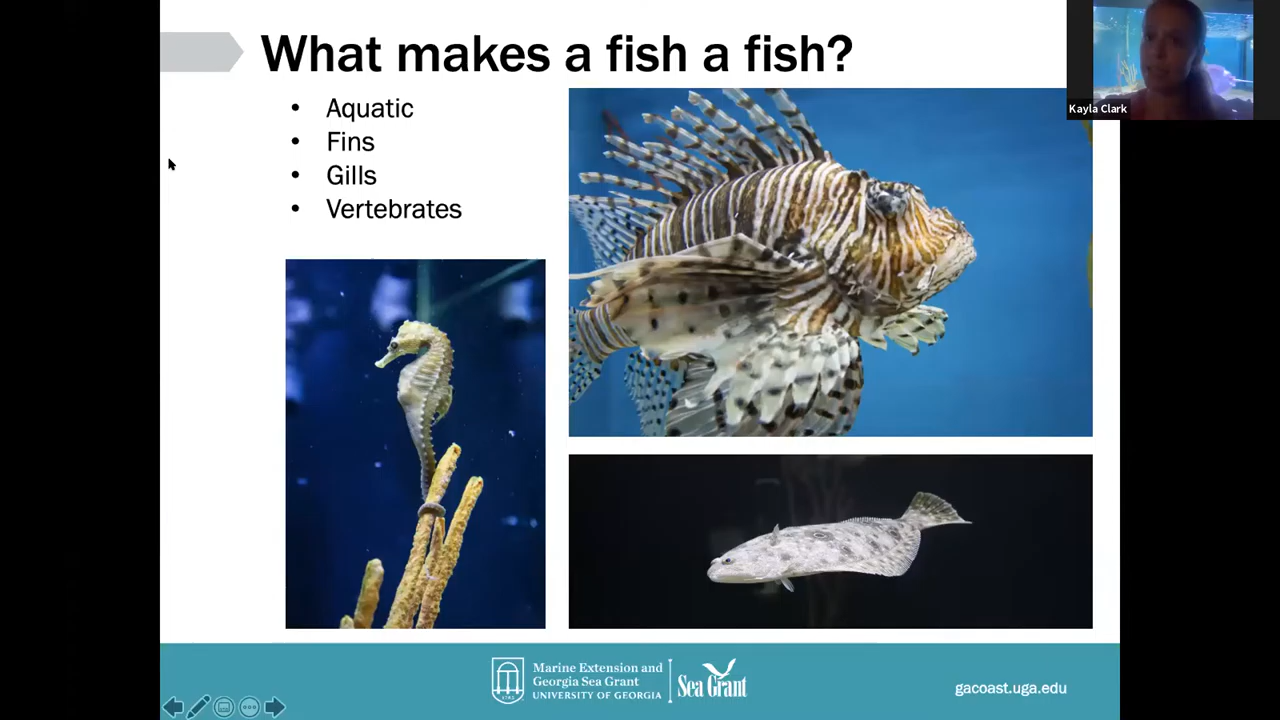 What makes a fish a fish?
Kayla Clark
• Aquatic
• Fins
• Gills
• Vertebrates
Marine Extension and
Georgia Sea Grant
UNIVERSITY OF GEORGIA
Sea Grant
gacoast.uga.edu